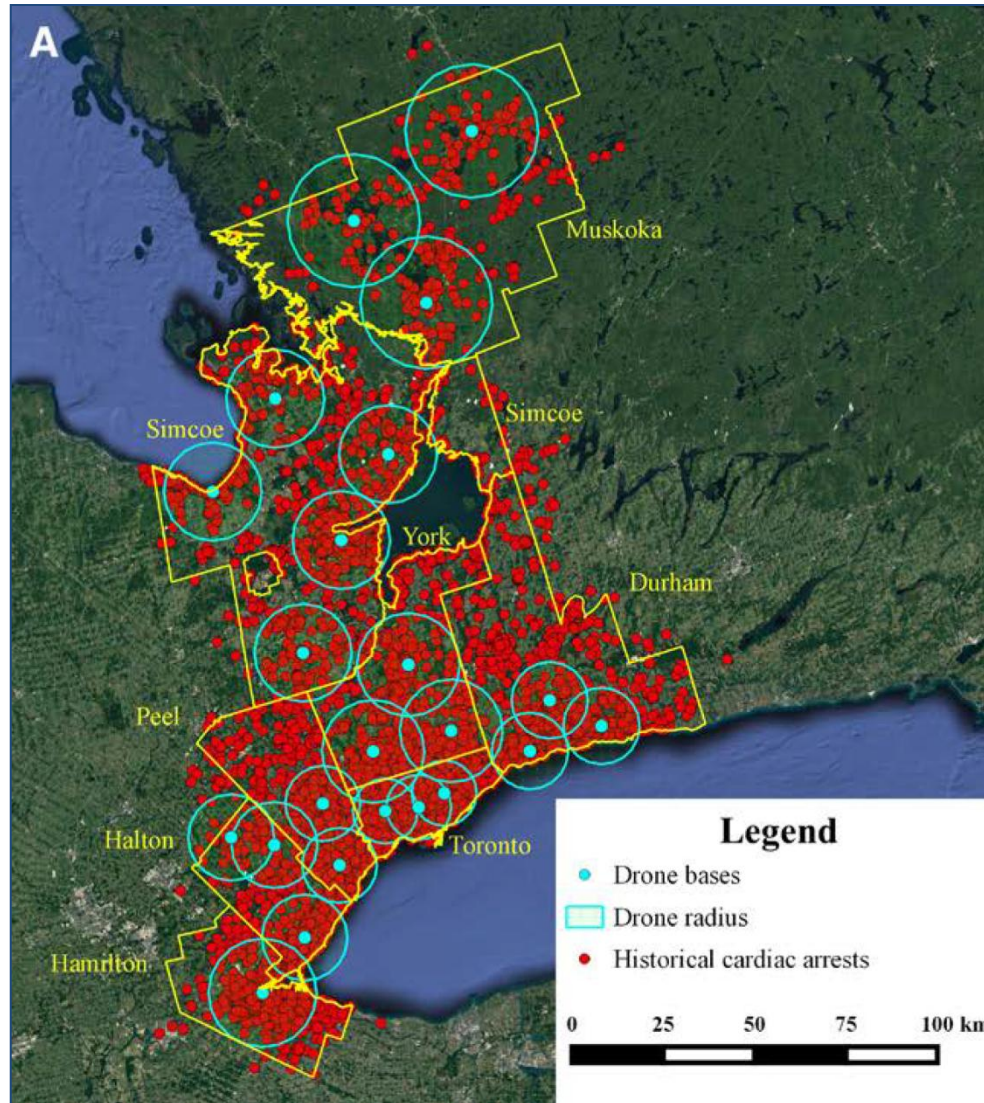 A
Muskoka
Simcoe
Simcoe
York
Durham
Peel
Halton
Toronto
Hamilton
Legend
Drone bases
Drone radius
Historical cardiac arrests
0 25 50 75 100 km